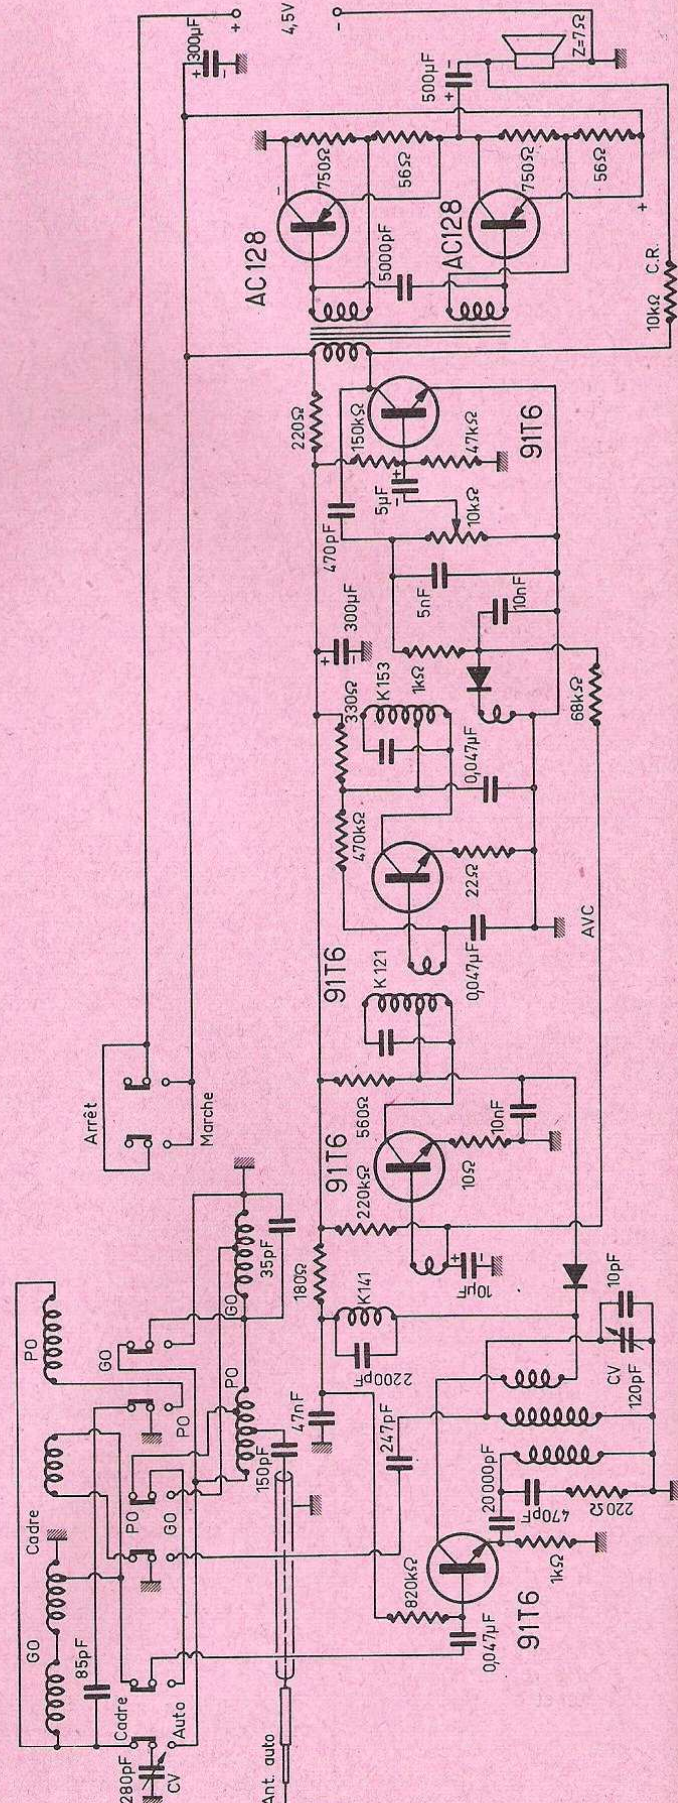 4,5V
+
−
300µF
+
−
500µF
+
−
Z=7Ω
750Ω
56Ω
750Ω
56Ω
−
+
AC128
AC128
5000pF
10kΩ C.R.
220Ω
470pF
150kΩ
47kΩ
91T6
5µF
+
−
10kΩ
5nF
10nF
300µF
+
−
330Ω
K153
1kΩ
68kΩ
470kΩ
0,047µF
22Ω
91T6
0,047µF
AVC
K121
Arrêt
Marche
560Ω
91T6
10nF
10Ω
220kΩ
10µF
+
−
180Ω
K141
2200pF
47nF
247pF
10pF
CV
120pF
PO
GO
GO
35pF
PO
PO
PO
GO
150pF
Cadre
GO
85pF
Cadre
Auto
280pF
CV
Ant. auto
820kΩ
0,047µF
91T6
20000pF
470pF
220Ω
1kΩ